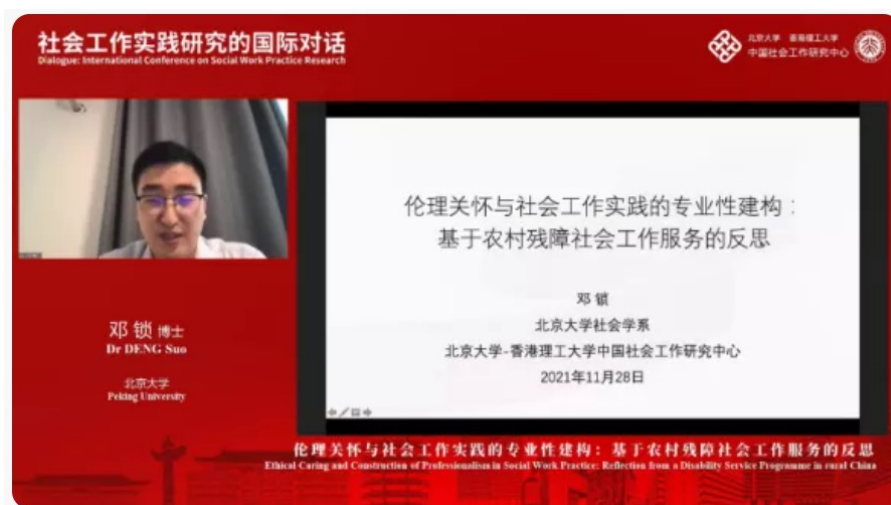 社会工作实践研究的国际对话
Dialogue: International Conference on Social Work Practice Research
北京大学 香港理工大学
中国社会工作研究中心
伦理关怀与社会工作实践的专业性建构：
基于农村残障社会工作服务的反思
邓锁
北京大学社会学系
北京大学-香港理工大学中国社会工作研究中心
2021年11月28日
邓 锁 博士
Dr DENG Suo
北京大学
Peking University
伦理关怀与社会工作实践的专业性建构：基于农村残障社会工作服务的反思
Ethical Caring and Construction of Professionalism in Social Work Practice: Reflection from a Disability Service Programme in rural China